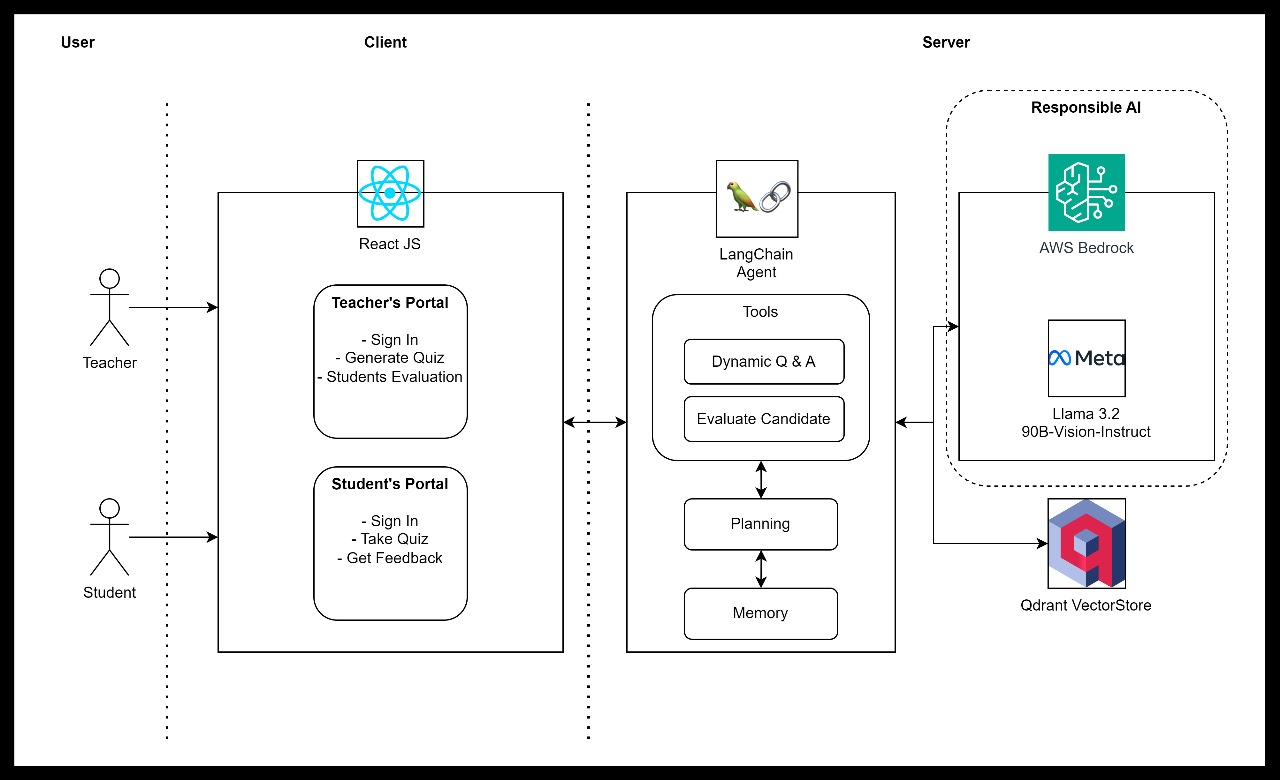 User
Client
Server
Responsible AI
React JS
LangChain
Agent
AWS Bedrock
Teacher's Portal
- Sign In
- Generate Quiz
- Students Evaluation
Teacher
Tools
Dynamic Q & A
Evaluate Candidate
Meta
Llama 3.2
90B-Vision-Instruct
Student's Portal
- Sign In
- Take Quiz
- Get Feedback
Student
Planning
Memory
Qdrant VectorStore